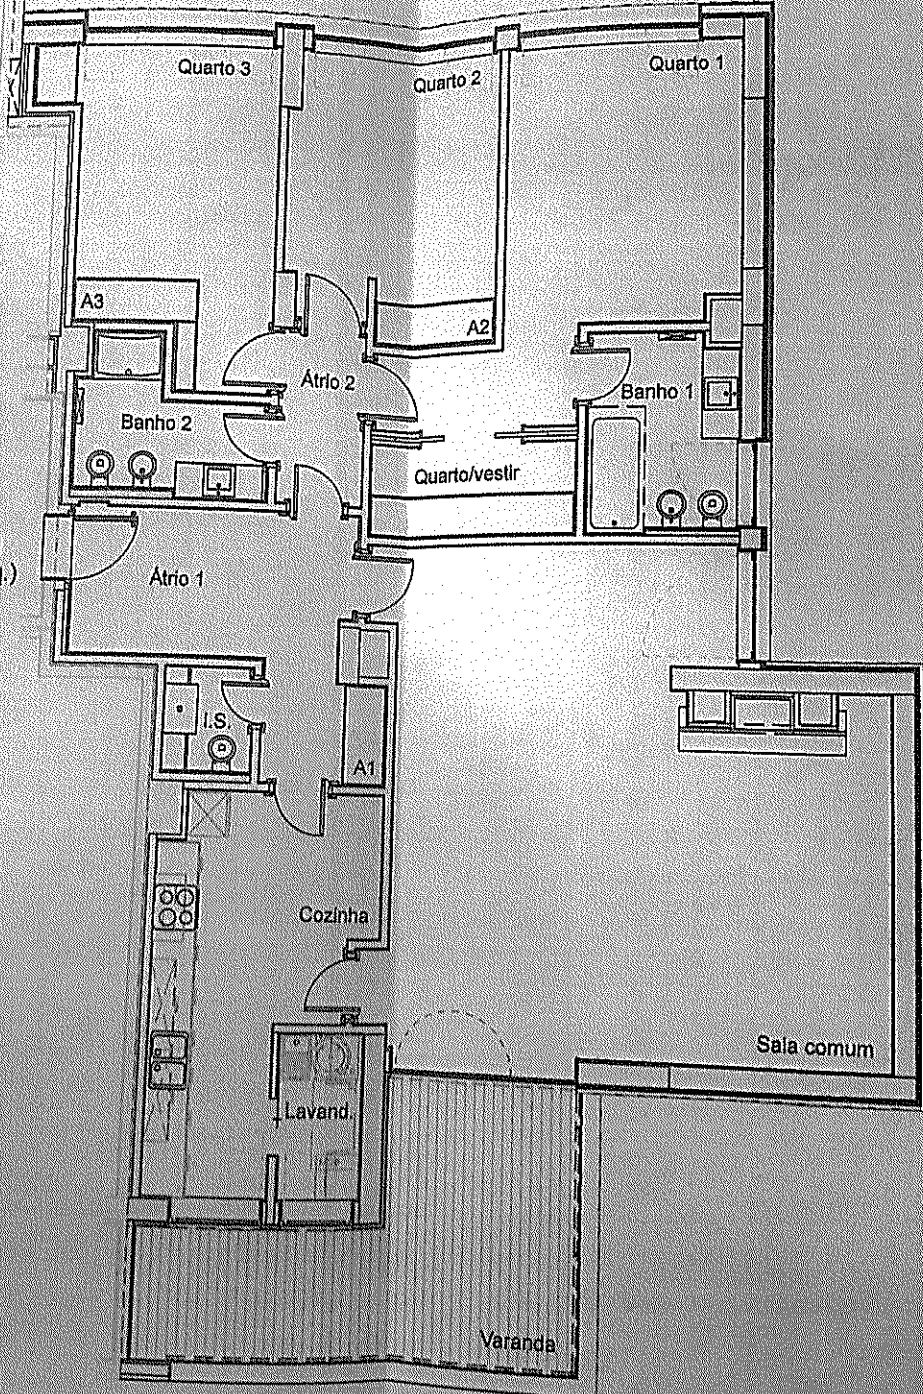 Quarto 3
Quarto 2
Quarto 1
A3
A2
Átrio 2
Banho 1
Banho 2
Quarto/vestir
Átrio 1
I.S.
A1
Cozinha
Sala comum
Lavand.
Varanda